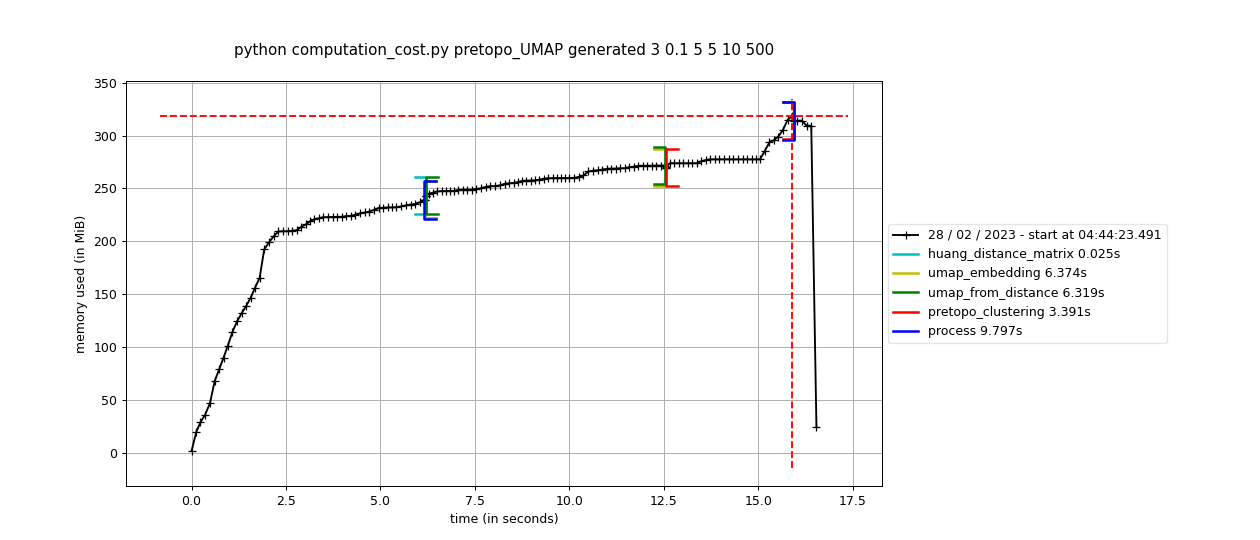 python computation_cost.py pretopo_UMAP generated 3 0.1 5 5 10 500
350
300
250
200
150
100
50
0
memory used (in MiB)
0.0 2.5 5.0 7.5 10.0 12.5 15.0 17.5
time (in seconds)
28 / 02 / 2023 - start at 04:44:23.491
huang_distance_matrix 0.025s
umap_embedding 6.374s
umap_from_distance 6.319s
pretopo_clustering 3.391s
process 9.797s